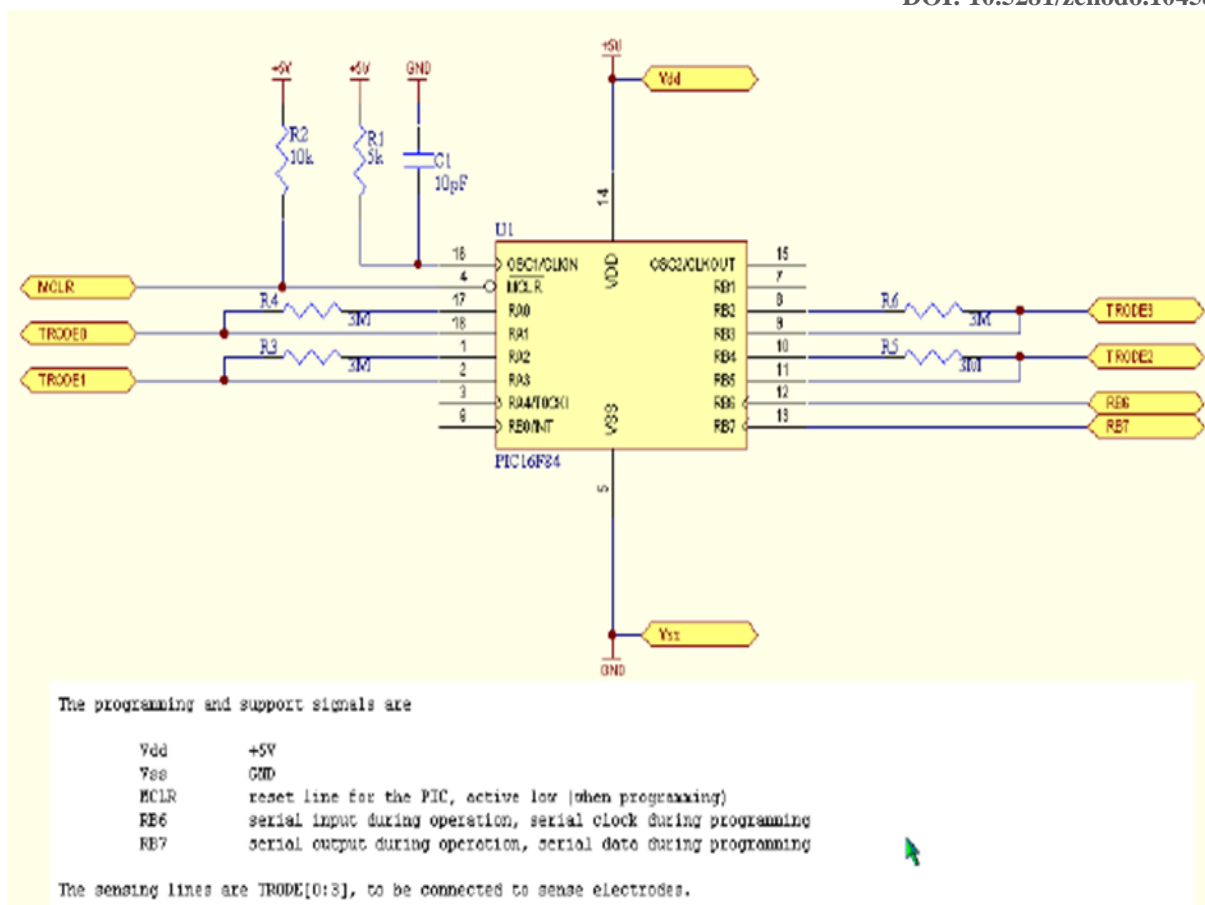 +5V +5V GND +5V
Vdd
R2
10k
R1
5k
C1
10pF
14
U1
16 OSC1/CLKIN VDD OSC2/CLKOUT 15
MCLR 4 MCLR RB1 7
R4 3M 17 RA0 RB2 8 R6 3M TRODE3
TRODE0 18 RA1 RB3 9
R3 3M 1 RA2 RB4 10 R5 3M TRODE2
TRODE1 2 RA3 RB5 11
3 RA4/T0CKI RB6 12 RB6
6 RB0/INT VSS RB7 13 RB7
PIC16F84
5
GND
The programming and support signals are
Vdd +5V
Vss GND
MCLR reset line for the PIC, active low (when programming)
RB6 serial input during operation, serial clock during programming
RB7 serial output during operation, serial data during programming
The sensing lines are TRODE[0:3], to be connected to sense electrodes.